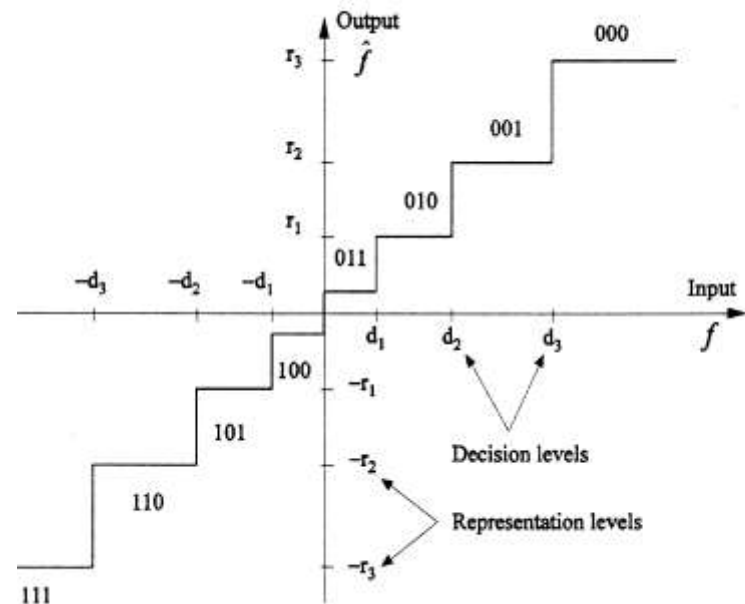 Output
000
r₃
f̂
001
r₂
010
r₁
011
–d₃ –d₂ –d₁
Input
d₁ d₂ d₃
f
100
–r₁
101
Decision levels
–r₂
110
Representation levels
–r₃
111